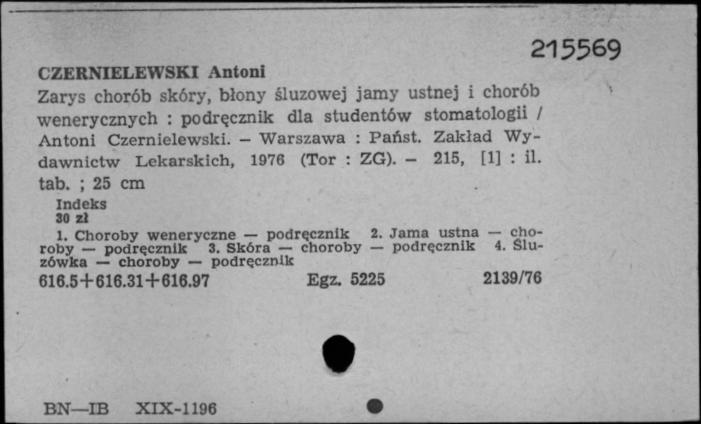 215569
CZERNIELEWSKI Antoni
Zarys chorób skóry, błony śluzowej jamy ustnej i chorób
wenerycznych : podręcznik dla studentów stomatologii /
Antoni Czernielewski. — Warszawa : Państ. Zakład Wy-
dawnictw Lekarskich, 1976 (Tor : ZG). — 215, [1] : il.
tab. ; 25 cm
Indeks
30 zł
1. Choroby weneryczne — podręcznik 2. Jama ustna — cho-
roby — podręcznik 3. Skóra — choroby — podręcznik 4. Ślu-
zówka — choroby — podręcznik
616.5+616.31+616.97 Egz. 5225 2139/76
BN—IB XIX-1196